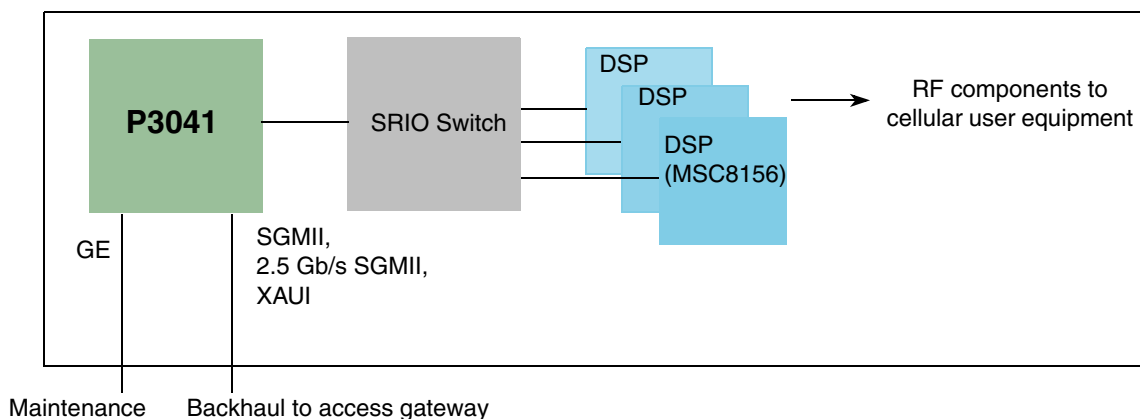 P3041
SRIO Switch
DSP
DSP
DSP
(MSC8156)
RF components to
cellular user equipment
GE
SGMII,
2.5 Gb/s SGMII,
XAUI
Maintenance
Backhaul to access gateway